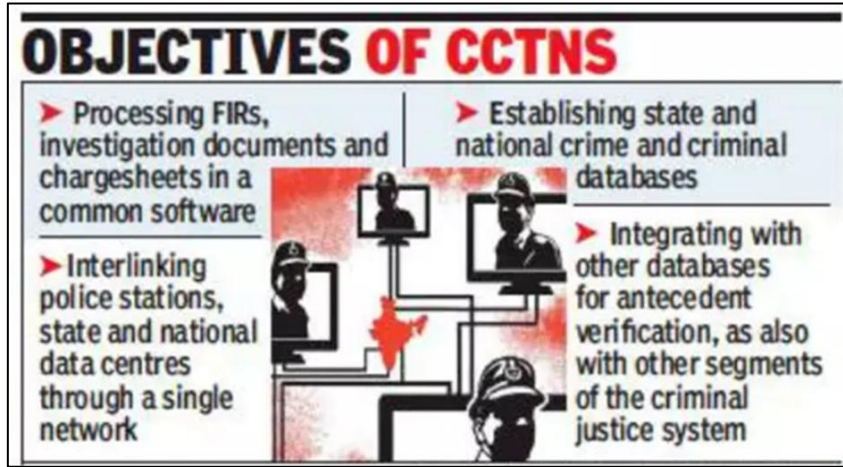 OBJECTIVES OF CCTNS
➤ Processing FIRs,
investigation documents and
chargesheets in a
common software
➤ Interlinking
police stations,
state and national
data centres
through a single
network
➤ Establishing state and
national crime and criminal
databases
➤ Integrating with
other databases
for antecedent
verification, as also
with other segments
of the criminal
justice system